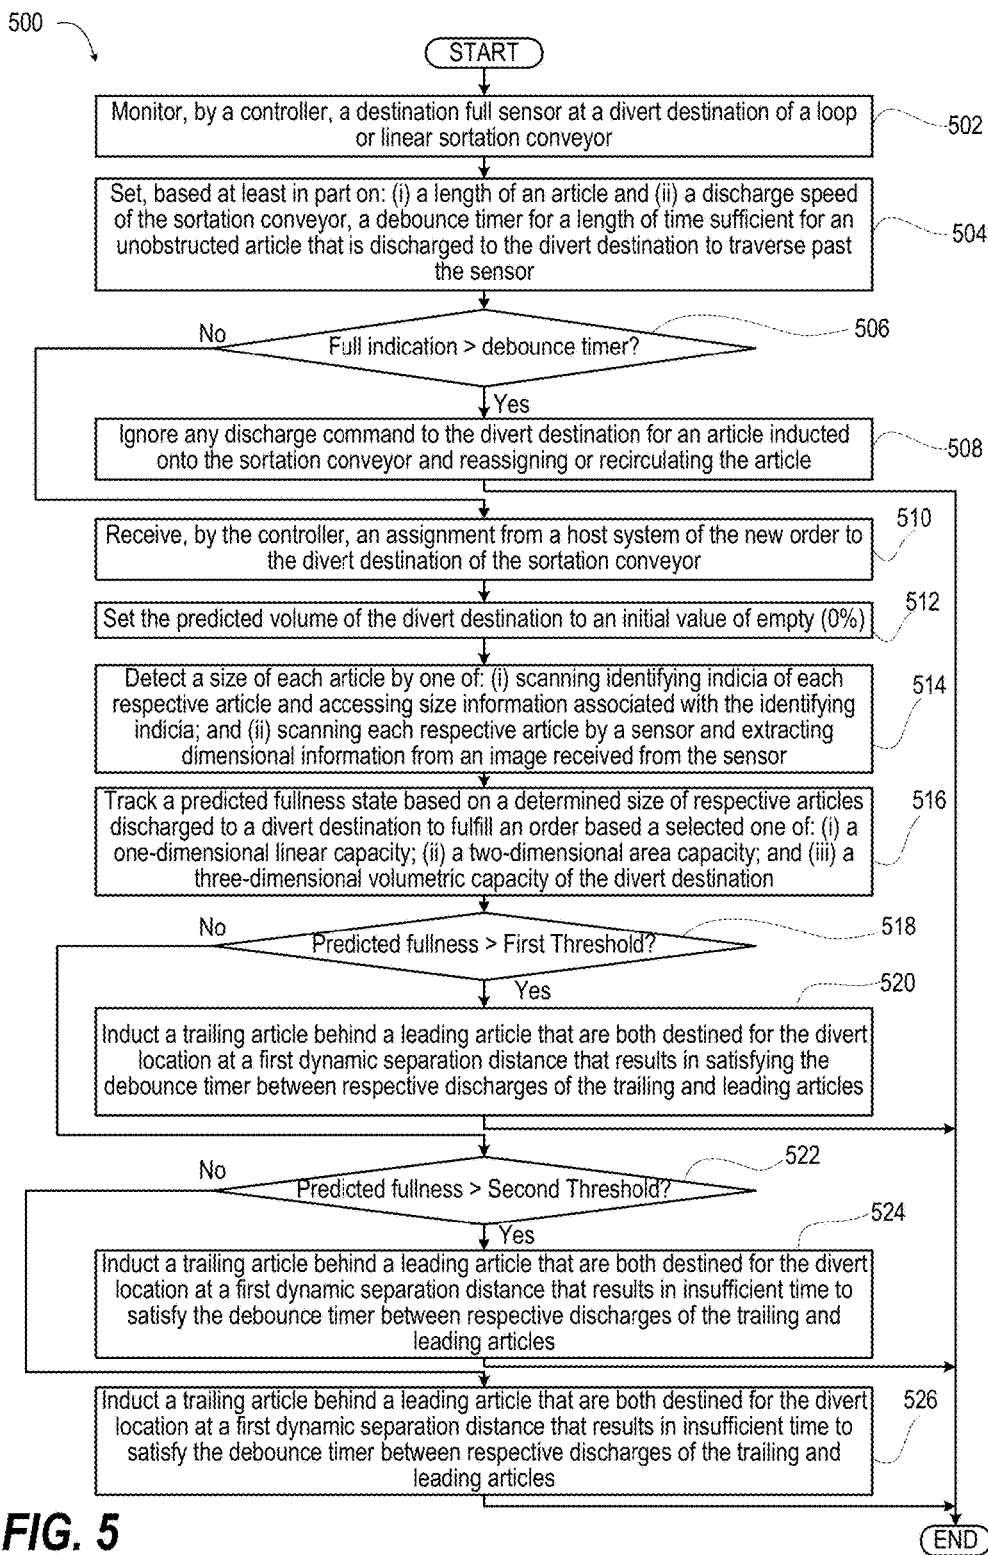 500
START
Monitor, by a controller, a destination full sensor at a divert destination of a loop
or linear sortation conveyor
502
Set, based at least in part on: (i) a length of an article and (ii) a discharge speed
of the sortation conveyor, a debounce timer for a length of time sufficient for an
unobstructed article that is discharged to the divert destination to traverse past
the sensor
504
No
506
Full indication > debounce timer?
Yes
Ignore any discharge command to the divert destination for an article inducted
onto the sortation conveyor and reassigning or recirculating the article
508
510
Receive, by the controller, an assignment from a host system of the new order to
the divert destination of the sortation conveyor
512
Set the predicted volume of the divert destination to an initial value of empty (0%)
Detect a size of each article by one of: (i) scanning identifying indicia of each
respective article and accessing size information associated with the identifying
indicia; and (ii) scanning each respective article by a sensor and extracting
dimensional information from an image received from the sensor
514
Track a predicted fullness state based on a determined size of respective articles
discharged to a divert destination to fulfill an order based a selected one of: (i) a
one-dimensional linear capacity; (ii) a two-dimensional area capacity; and (iii) a
three-dimensional volumetric capacity of the divert destination
516
No
518
Predicted fullness > First Threshold?
Yes
520
Induct a trailing article behind a leading article that are both destined for the divert
location at a first dynamic separation distance that results in satisfying the
debounce timer between respective discharges of the trailing and leading articles
No
522
Predicted fullness > Second Threshold?
Yes
524
Induct a trailing article behind a leading article that are both destined for the divert
location at a first dynamic separation distance that results in insufficient time to
satisfy the debounce timer between respective discharges of the trailing and
leading articles
Induct a trailing article behind a leading article that are both destined for the divert
location at a first dynamic separation distance that results in insufficient time to
satisfy the debounce timer between respective discharges of the trailing and
leading articles
526
FIG. 5
END